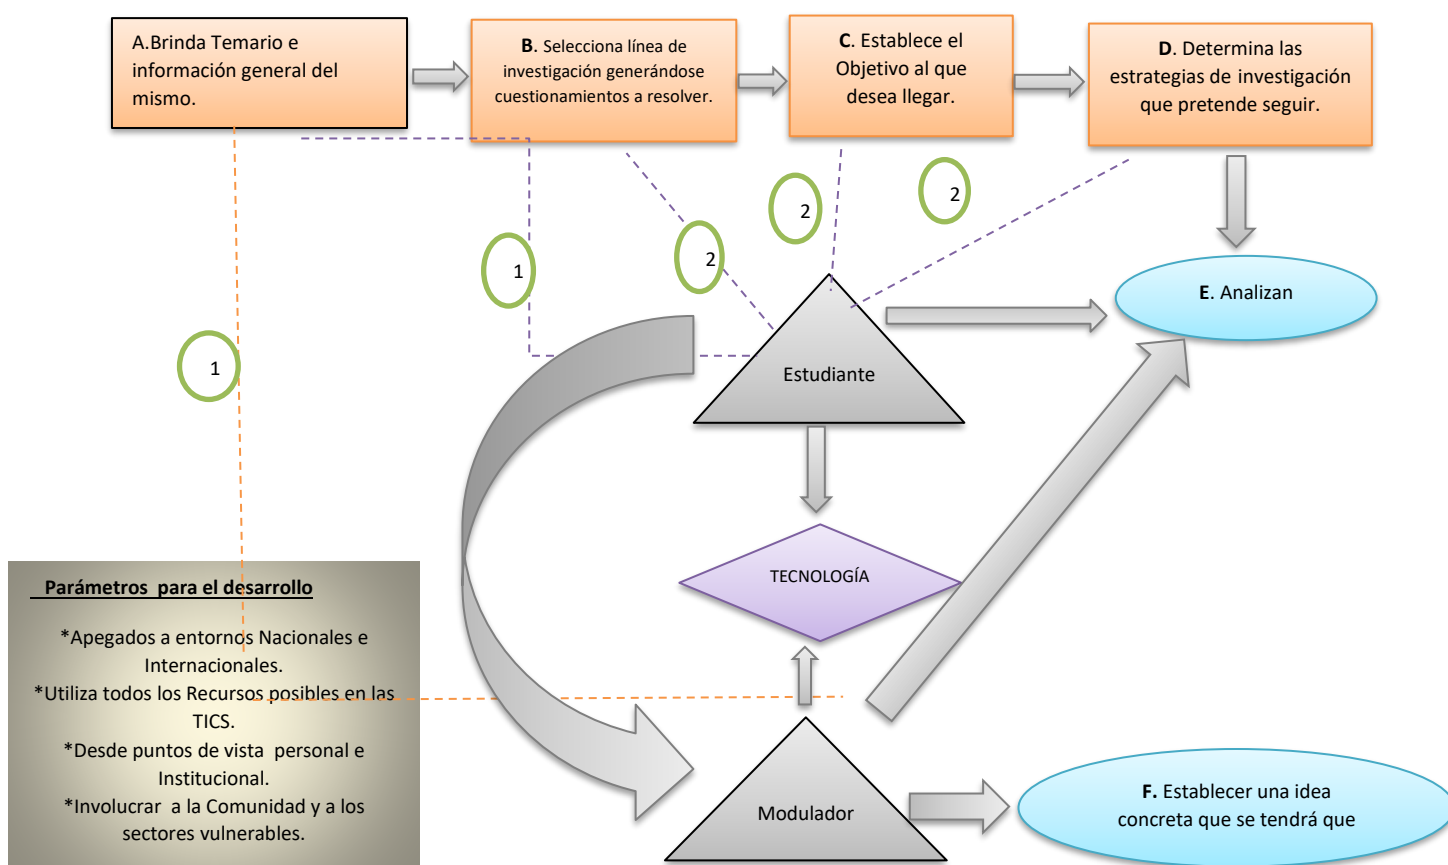 A.Brinda Temario e
información general del
mismo.
B. Selecciona línea de
investigación generándose
cuestionamientos a resolver.
C. Establece el
Objetivo al que
desea llegar.
D. Determina las
estrategias de investigación
que pretende seguir.
2
2
1
2
E. Analizan
1
Estudiante
TECNOLOGÍA
Parámetros para el desarrollo
*Apegados a entornos Nacionales e
Internacionales.
*Utiliza todos los Recursos posibles en las
TICS.
*Desde puntos de vista personal e
Institucional.
*Involucrar a la Comunidad y a los
sectores vulnerables.
Modulador
F. Establecer una idea
concreta que se tendrá que